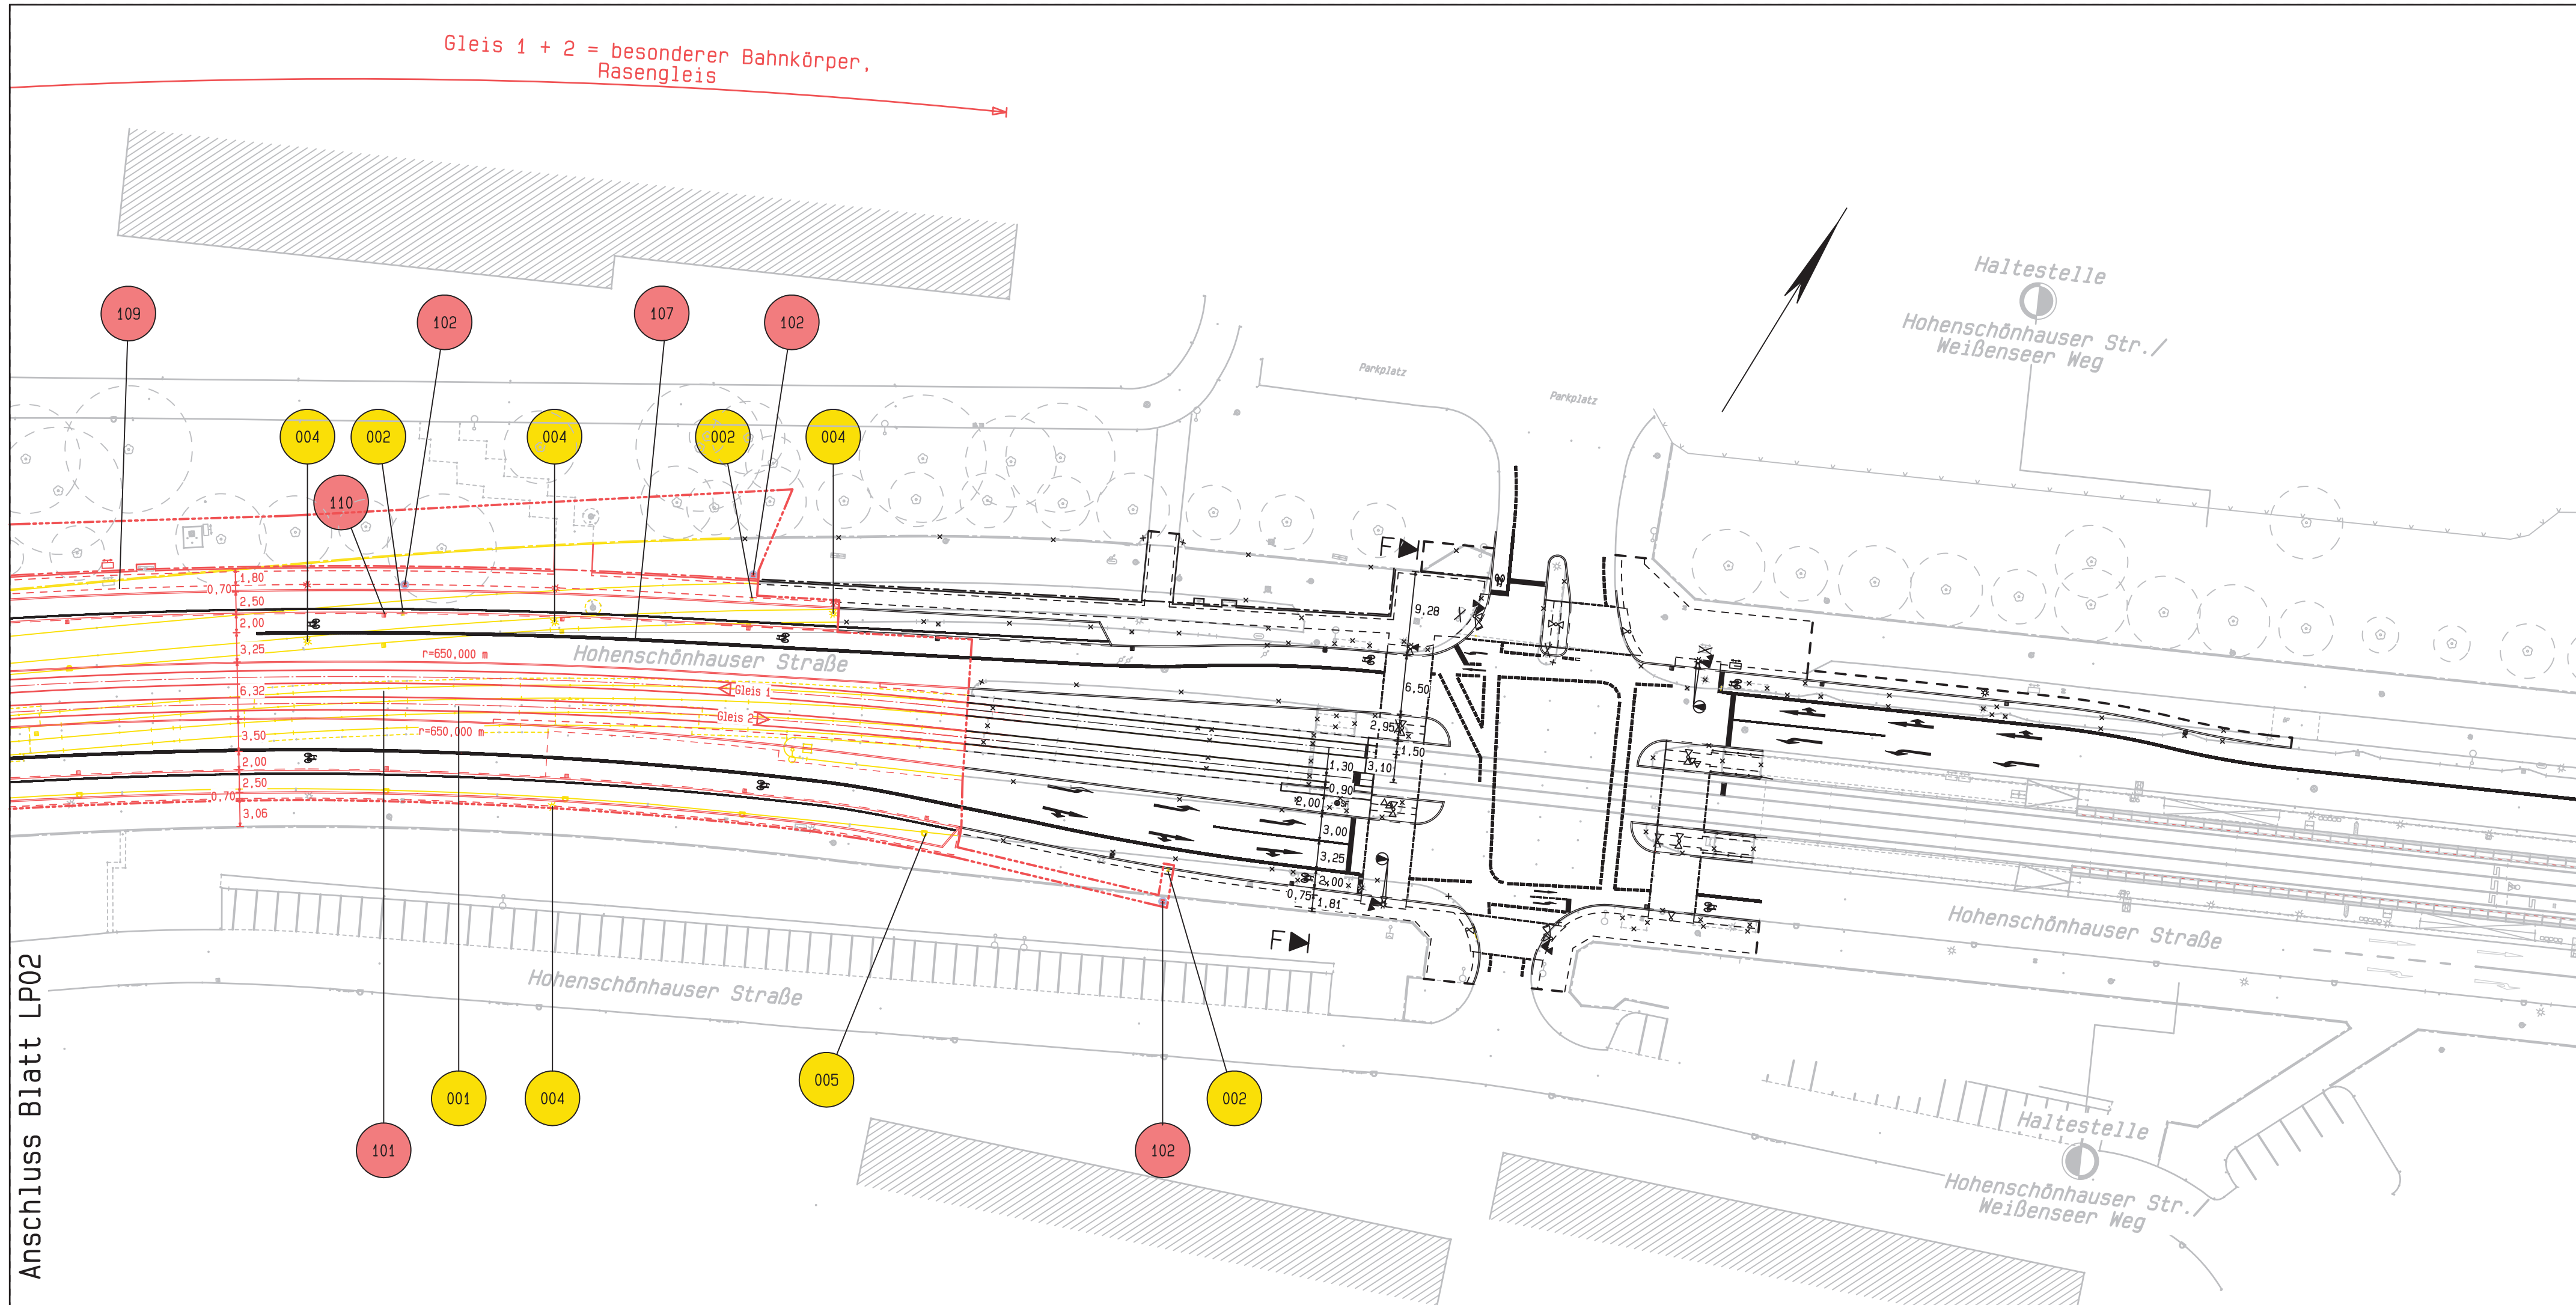 Gleis 1 + 2 = besonderer Bahnkörper,
Rasengleis
Haltestelle
Hohenschönhauser Str./
Weißenseer Weg
109
102
107
102
Parkplatz
Parkplatz
004
002
004
002
004
110
F
1,80
0,70
2,50
2,00
3,25
6,32
3,50
2,00
2,50
0,70
3,06
r=650,000 m
Hohenschönhauser Straße
Gleis 1
Gleis 2
r=650,000 m
9,28
6,50
2,95
1,50
1,30
3,10
0,90
2,00
3,00
3,25
2,00
0,75
1,81
F
Hohenschönhauser Straße
Hohenschönhauser Straße
Anschluss Blatt LP02
001
004
005
002
101
102
Haltestelle
Hohenschönhauser Str./
Weißenseer Weg